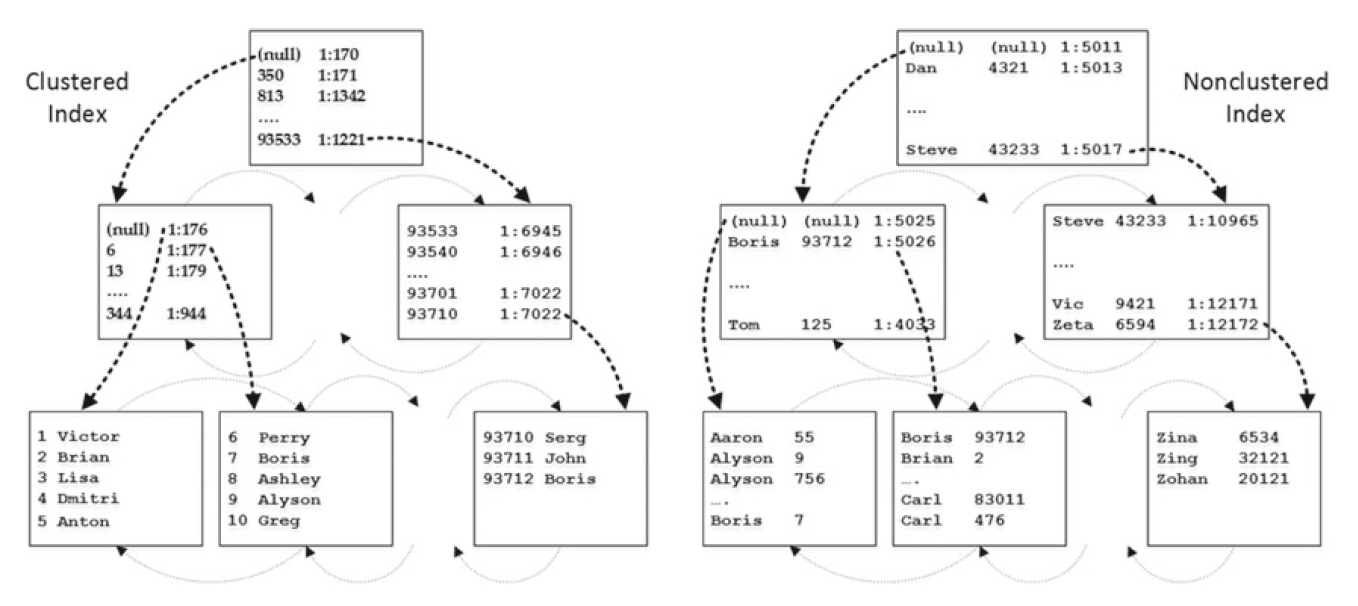 Clustered
Index
(null) 1:170
350 1:171
813 1:1342
....
93533 1:1221
(null) 1:176
6 1:177
13 1:179
....
344 1:944
93533 1:6945
93540 1:6946
....
93701 1:7022
93710 1:7022
1 Victor
2 Brian
3 Lisa
4 Dmitri
5 Anton
6 Perry
7 Boris
8 Ashley
9 Alyson
10 Greg
93710 Serg
93711 John
93712 Boris
Nonclustered
Index
(null) (null) 1:5011
Dan 4321 1:5013
....
Steve 43233 1:5017
(null) (null) 1:5025
Boris 93712 1:5026
....
Tom 125 1:4033
Steve 43233 1:10965
....
Vic 9421 1:12171
Zeta 6594 1:12172
Aaron 55
Alyson 9
Alyson 756
....
Boris 7
Boris 93712
Brian 2
....
Carl 83011
Carl 476
Zina 6534
Zing 32121
Zohan 20121